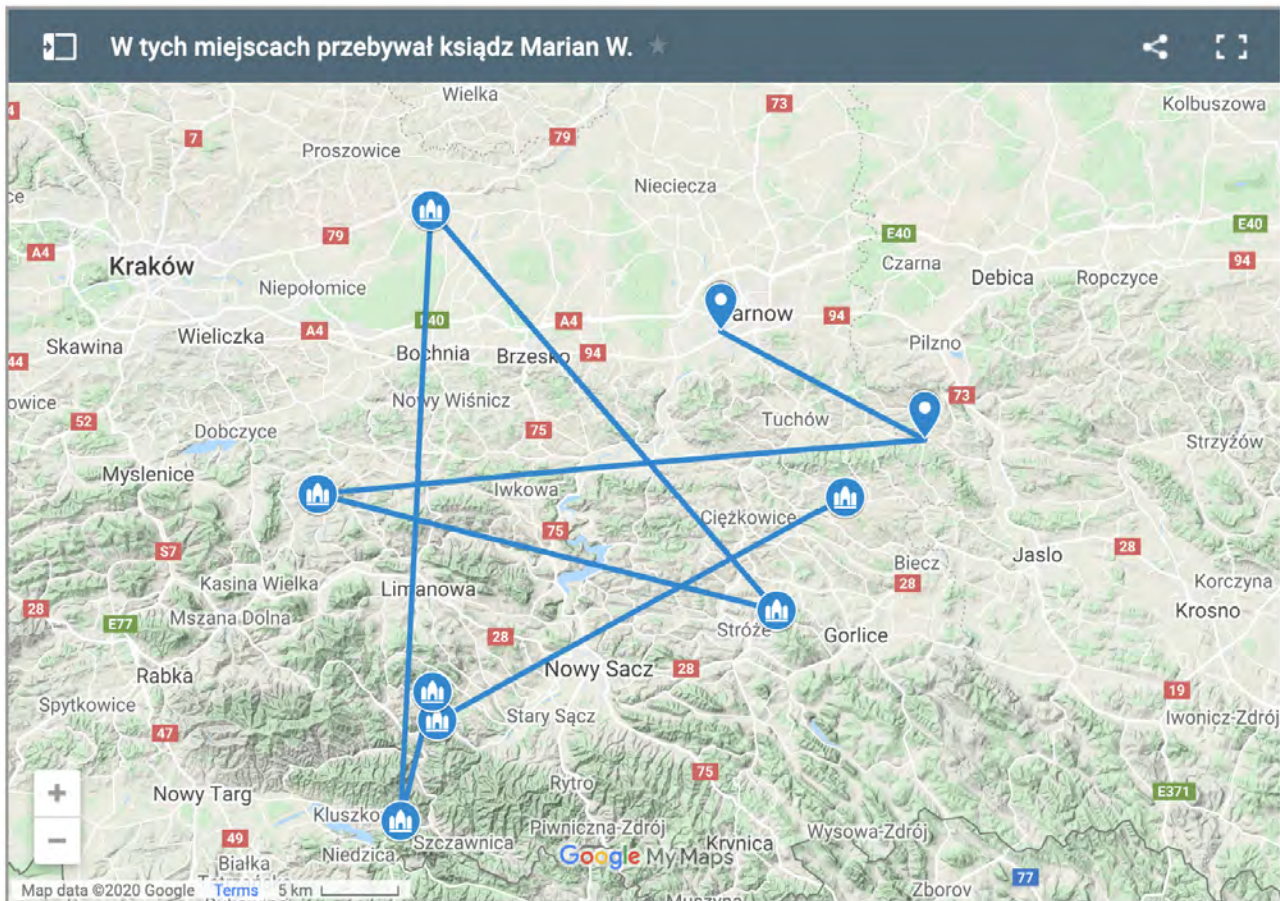 W tych miejscach przebywał ksiądz Marian W.
Wielka
73
Kolbuszowa
4
7
79
Proszowice
Nieciecza
ce
79
E40
E40
A4
Kraków
Czarna
94
Debica
Ropczyce
Niepołomice
arnow
94
Wieliczka
A4
E40
A4
Skawina
Bochnia
Brzesko
94
Pilzno
44
owice
Nowy Wiśnicz
73
52
Dobczyce
75
Tuchów
Strzyżów
Myslenice
Iwkowa
Ciężkowice
S7
75
Jaslo
28
Kasina Wielka
Limanowa
Biecz
28
Korczyna
28
E77
Mszana Dolna
Krosno
28
Stróże
Gorlice
Rabka
Nowy Sacz
28
Spytkowice
19
47
Stary Sącz
Iwonicz-Zdrój
+
Nowy Targ
Rytro
75
E371
−
Kluszko
49
Szczawnica
Piwniczna-Zdrój
Krynica
Wysowa-Zdrój
Białka
Niedzica
Google My Maps
77
Map data ©2020 Google
Terms
5 km
Muszyna
Zborov